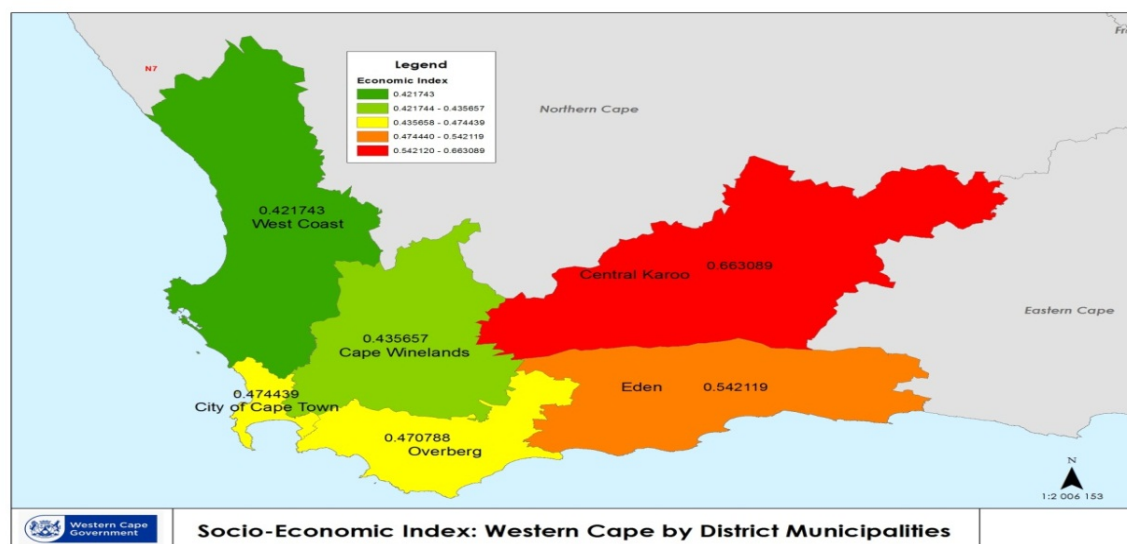 N7
Legend
Economic Index
0.421743
0.421744 - 0.435657
0.435658 - 0.474439
0.474440 - 0.542119
0.542120 - 0.663089
Northern Cape
0.421743
West Coast
Central Karoo 0.663089
Eastern Cape
0.435657
Cape Winelands
0.474439
City of Cape Town
Eden 0.542119
0.470788
Overberg
N
1:2 006 153
Western Cape
Government
Socio-Economic Index: Western Cape by District Municipalities